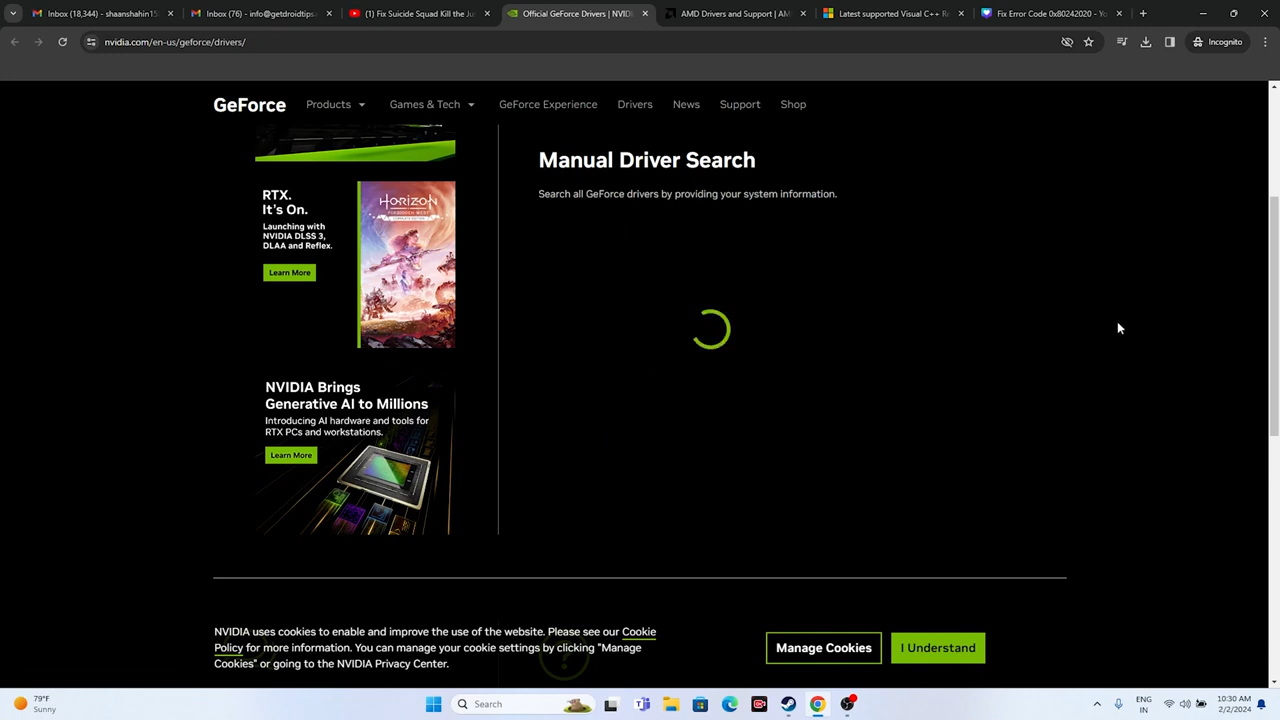 Inbox (18,344) - shaanshahin15
Inbox (76) - info@getdroidtips
(1) Fix Suicide Squad Kill the Jus
Official GeForce Drivers | NVIDI
AMD Drivers and Support | AM
Latest supported Visual C++ Re
Fix Error Code 0x80242020 - Yo
nvidia.com/en-us/geforce/drivers/
Incognito
GeForce
Products
Games & Tech
GeForce Experience
Drivers
News
Support
Shop
RTX.
It's On.
Launching with
NVIDIA DLSS 3,
DLAA and Reflex.
Learn More
HORIZON
FORBIDDEN WEST
NVIDIA Brings
Generative AI to Millions
Introducing AI hardware and tools for
RTX PCs and workstations.
Learn More
Manual Driver Search
Search all GeForce drivers by providing your system information.
NVIDIA uses cookies to enable and improve the use of the website. Please see our Cookie
Policy for more information. You can manage your cookie settings by clicking "Manage
Cookies" or going to the NVIDIA Privacy Center.
Manage Cookies
I Understand
79°F
Sunny
Search
ENG
IN
10:30 AM
2/2/2024